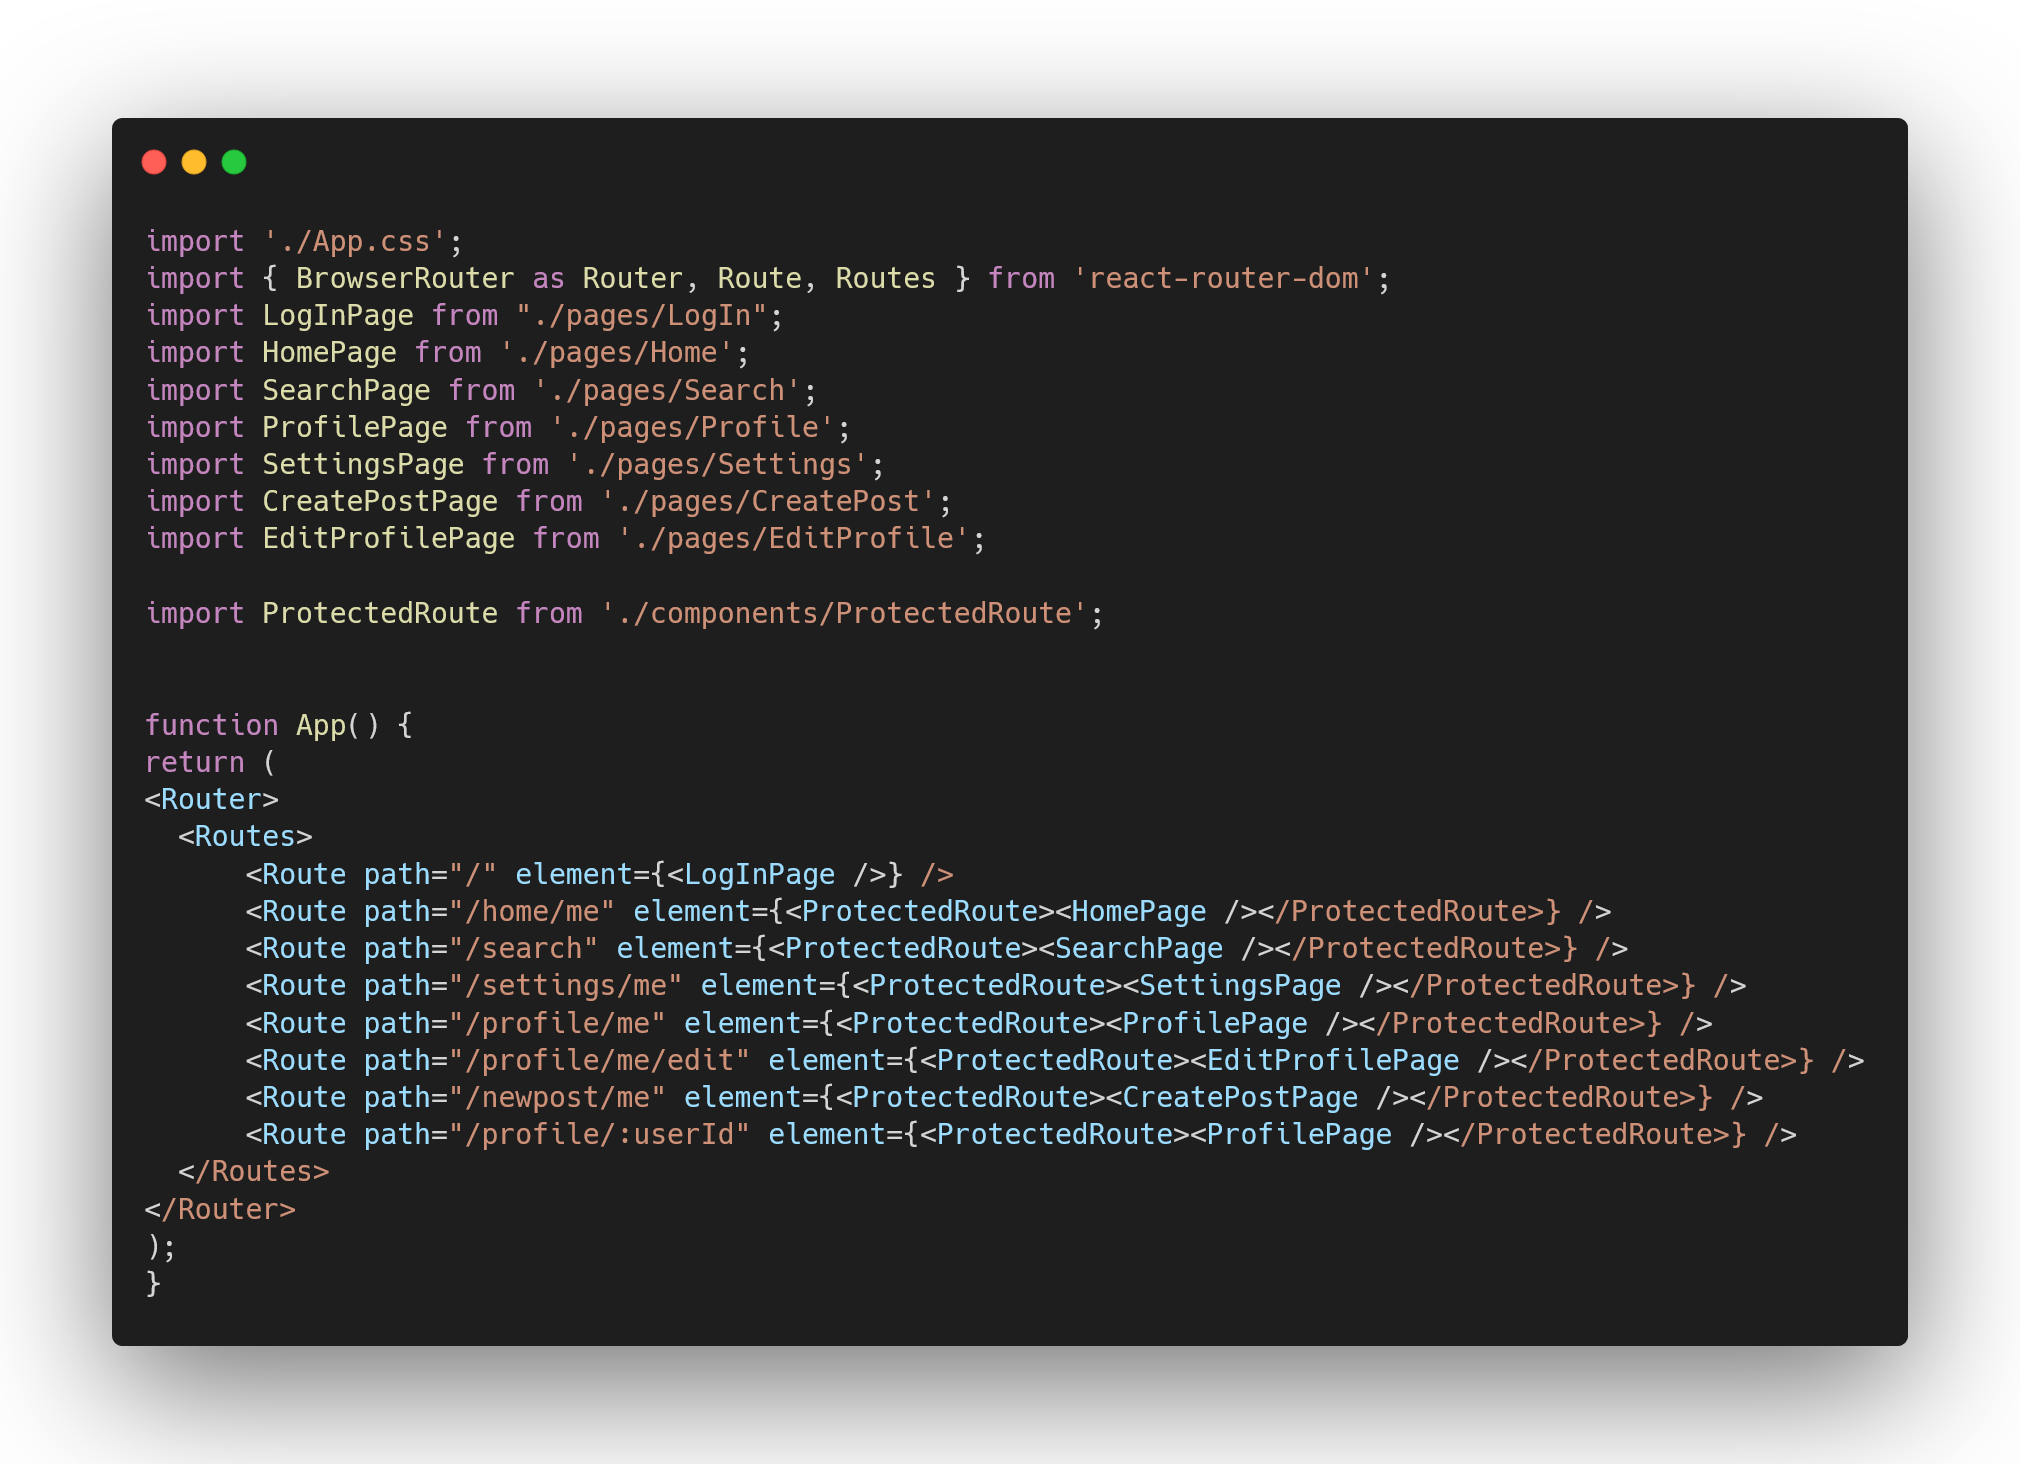 import './App.css';
import { BrowserRouter as Router, Route, Routes } from 'react-router-dom';
import LogInPage from "./pages/LogIn";
import HomePage from './pages/Home';
import SearchPage from './pages/Search';
import ProfilePage from './pages/Profile';
import SettingsPage from './pages/Settings';
import CreatePostPage from './pages/CreatePost';
import EditProfilePage from './pages/EditProfile';

import ProtectedRoute from './components/ProtectedRoute';


function App() {
return (
<Router>
  <Routes>
      <Route path="/" element={<LogInPage />} />
      <Route path="/home/me" element={<ProtectedRoute><HomePage /></ProtectedRoute>} />
      <Route path="/search" element={<ProtectedRoute><SearchPage /></ProtectedRoute>} />
      <Route path="/settings/me" element={<ProtectedRoute><SettingsPage /></ProtectedRoute>} />
      <Route path="/profile/me" element={<ProtectedRoute><ProfilePage /></ProtectedRoute>} />
      <Route path="/profile/me/edit" element={<ProtectedRoute><EditProfilePage /></ProtectedRoute>} />
      <Route path="/newpost/me" element={<ProtectedRoute><CreatePostPage /></ProtectedRoute>} />
      <Route path="/profile/:userId" element={<ProtectedRoute><ProfilePage /></ProtectedRoute>} />
  </Routes>
</Router>
);
}